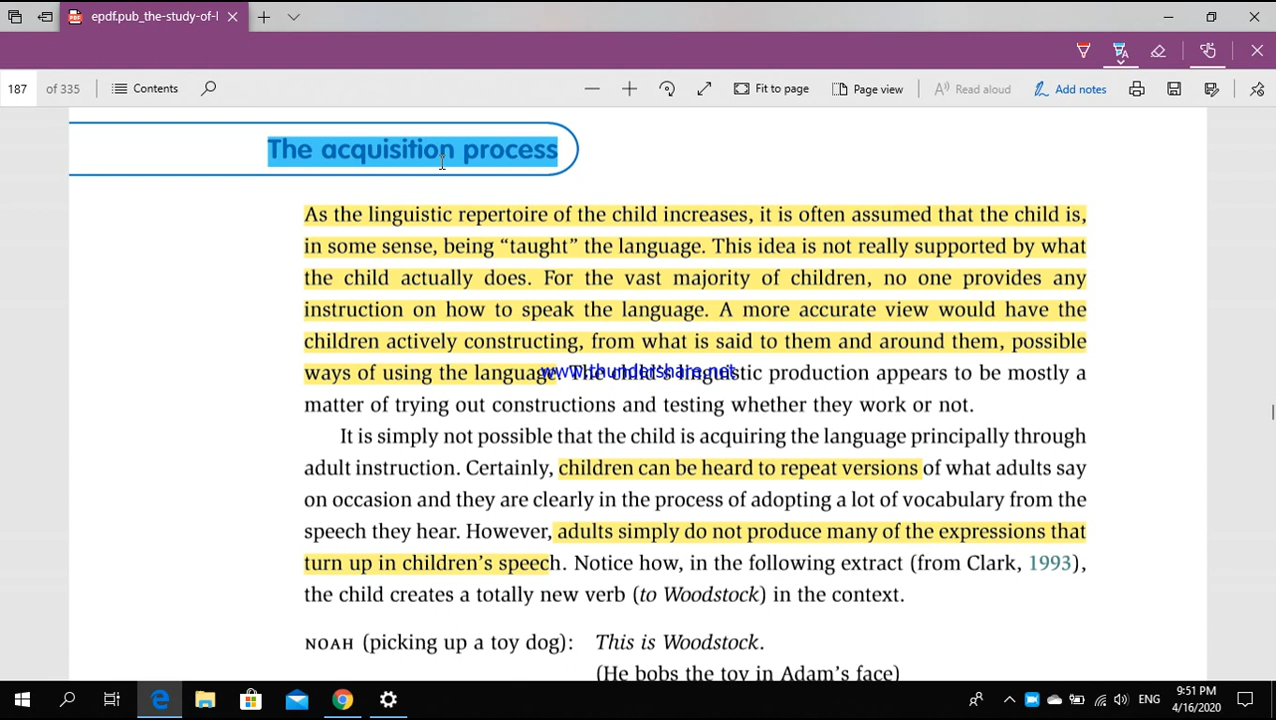 epdf.pub_the-study-of-l
187 of 335 Contents Fit to page Page view Read aloud Add notes
The acquisition process
As the linguistic repertoire of the child increases, it is often assumed that the child is,
in some sense, being “taught” the language. This idea is not really supported by what
the child actually does. For the vast majority of children, no one provides any
instruction on how to speak the language. A more accurate view would have the
children actively constructing, from what is said to them and around them, possible
ways of using the language. The child’s linguistic production appears to be mostly a
www.thundershare.net
matter of trying out constructions and testing whether they work or not.
It is simply not possible that the child is acquiring the language principally through
adult instruction. Certainly, children can be heard to repeat versions of what adults say
on occasion and they are clearly in the process of adopting a lot of vocabulary from the
speech they hear. However, adults simply do not produce many of the expressions that
turn up in children’s speech. Notice how, in the following extract (from Clark, 1993),
the child creates a totally new verb (to Woodstock) in the context.
NOAH (picking up a toy dog): This is Woodstock.
(He bobs the toy in Adam’s face)
ENG
9:51 PM
4/16/2020